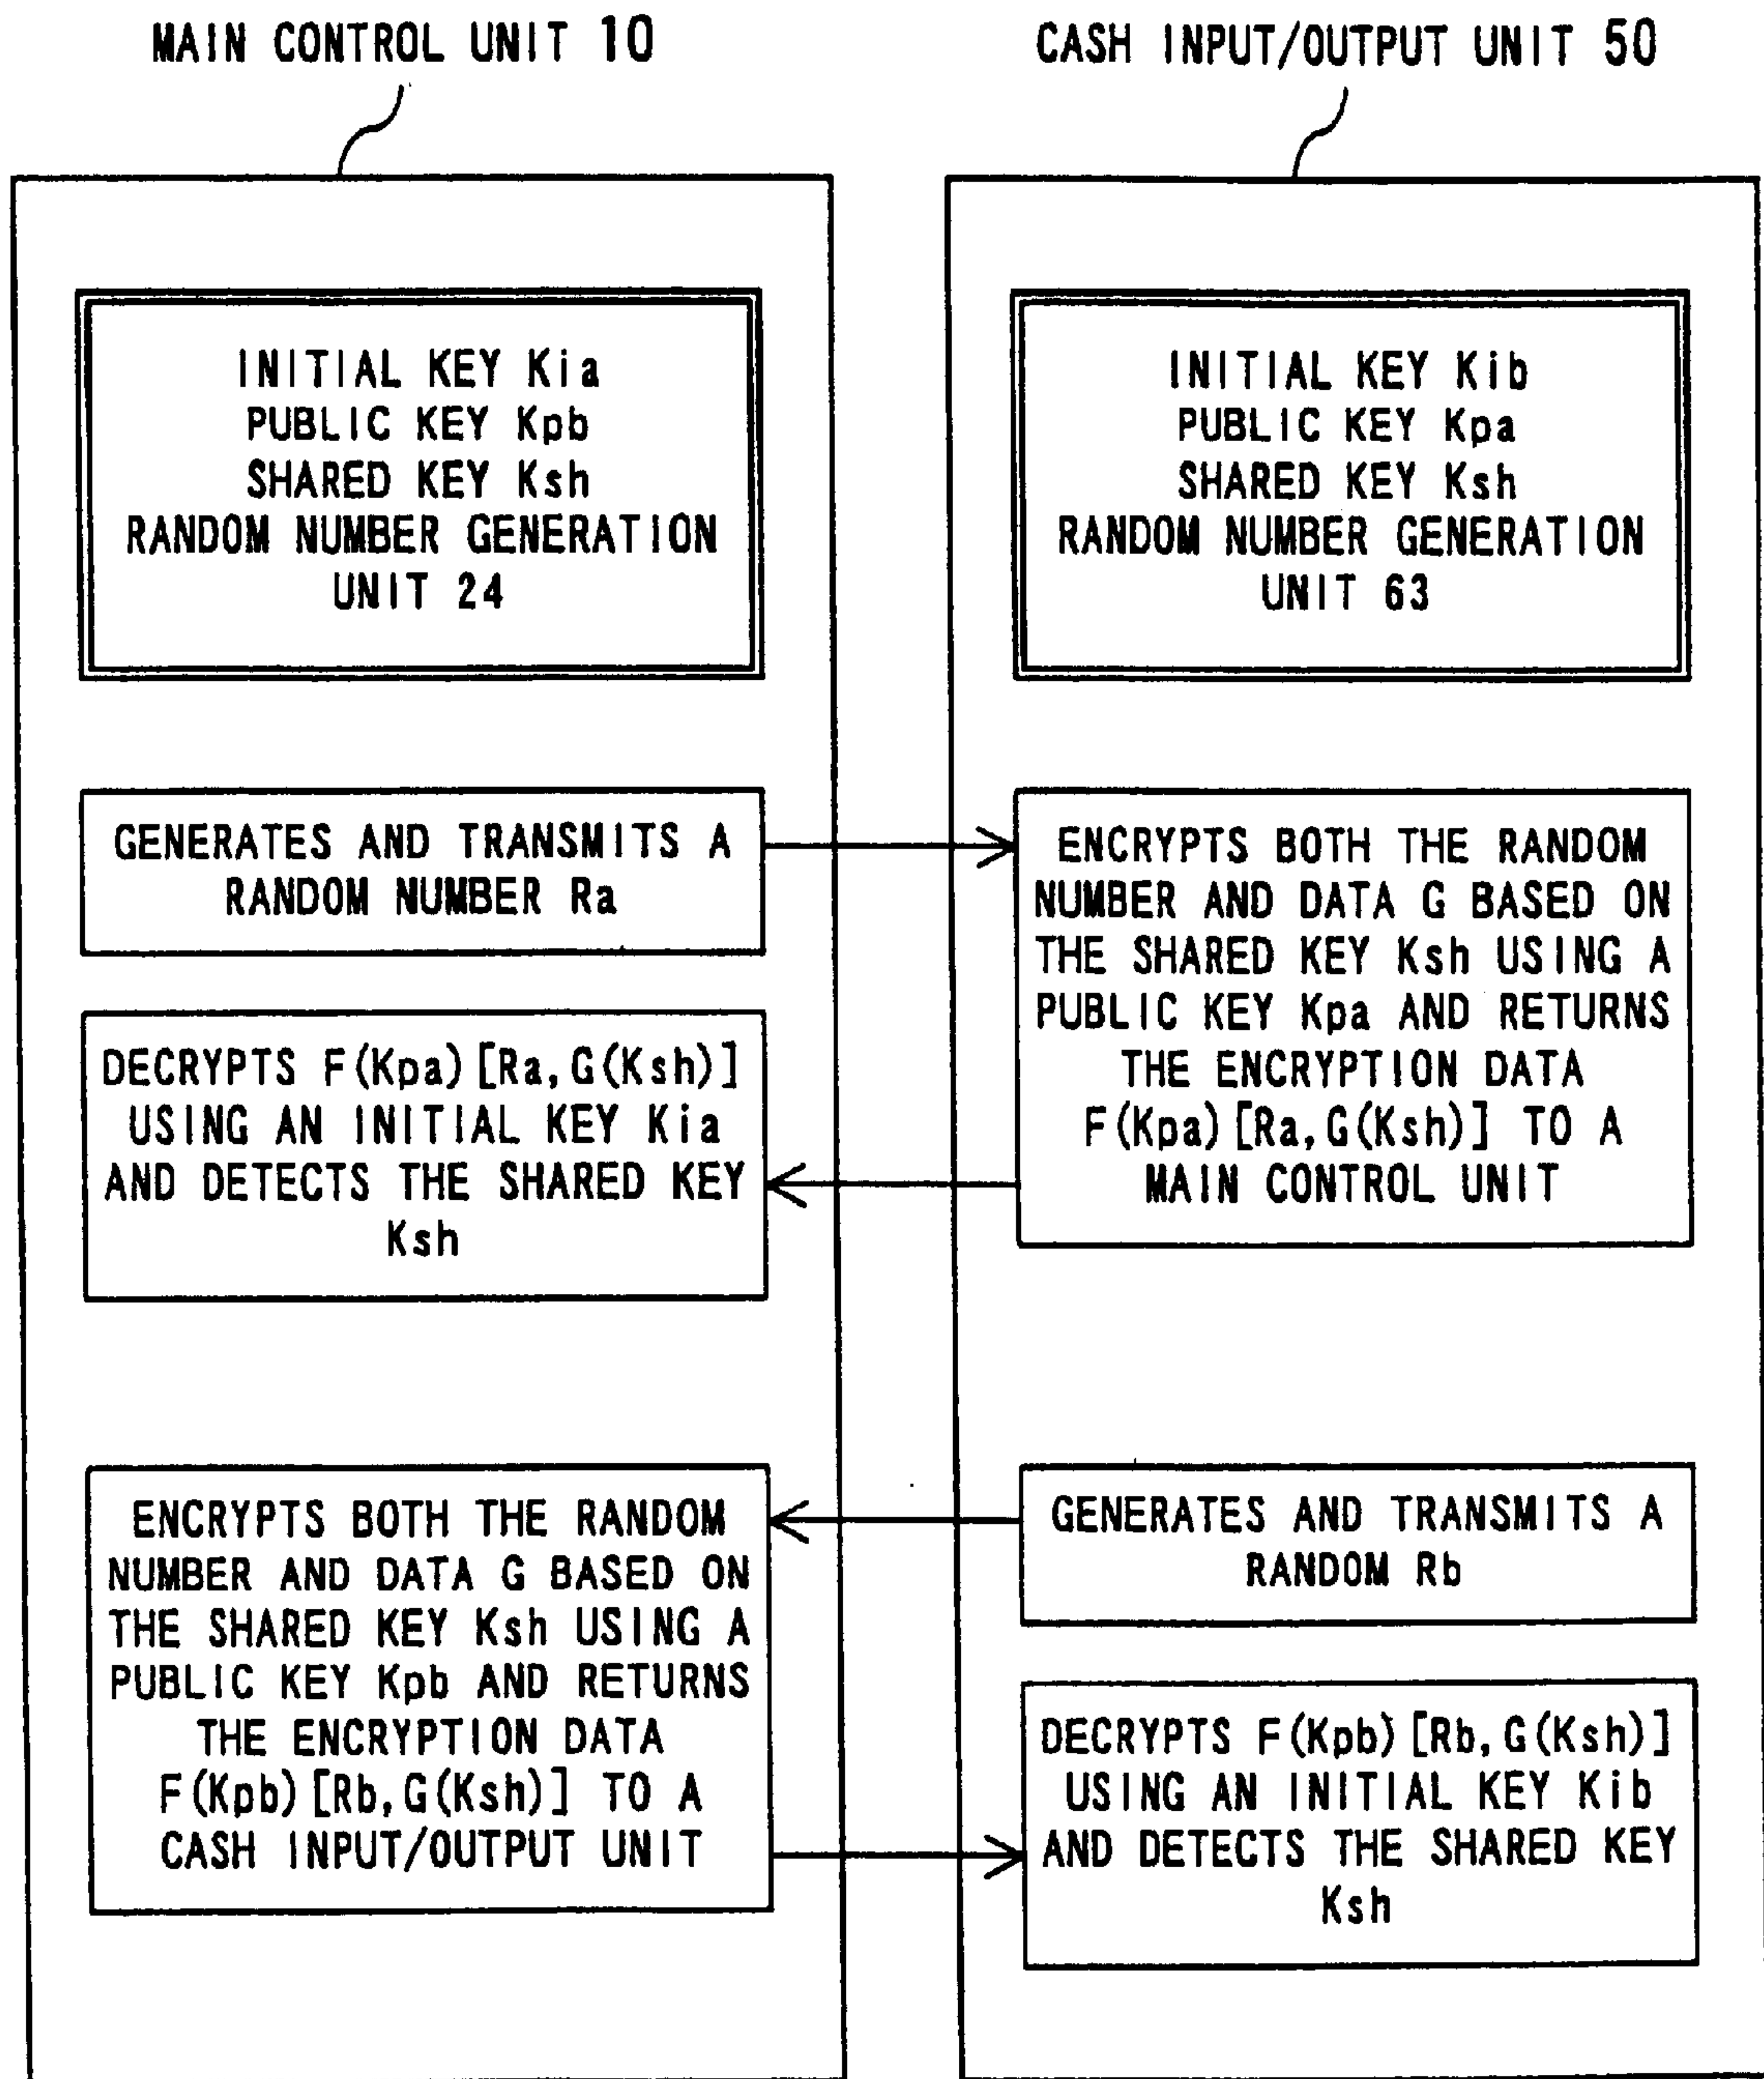 MAIN CONTROL UNIT 10
CASH INPUT/OUTPUT UNIT 50
INITIAL KEY Kia
PUBLIC KEY Kpb
SHARED KEY Ksh
RANDOM NUMBER GENERATION
UNIT 24
INITIAL KEY Kib
PUBLIC KEY Kpa
SHARED KEY Ksh
RANDOM NUMBER GENERATION
UNIT 63
GENERATES AND TRANSMITS A
RANDOM NUMBER Ra
ENCRYPTS BOTH THE RANDOM
NUMBER AND DATA G BASED ON
THE SHARED KEY Ksh USING A
PUBLIC KEY Kpa AND RETURNS
THE ENCRYPTION DATA
F(Kpa)[Ra,G(Ksh)] TO A
MAIN CONTROL UNIT
DECRYPTS F(Kpa)[Ra,G(Ksh)]
USING AN INITIAL KEY Kia
AND DETECTS THE SHARED KEY
Ksh
GENERATES AND TRANSMITS A
RANDOM Rb
ENCRYPTS BOTH THE RANDOM
NUMBER AND DATA G BASED ON
THE SHARED KEY Ksh USING A
PUBLIC KEY Kpb AND RETURNS
THE ENCRYPTION DATA
F(Kpb)[Rb,G(Ksh)] TO A
CASH INPUT/OUTPUT UNIT
DECRYPTS F(Kpb)[Rb,G(Ksh)]
USING AN INITIAL KEY Kib
AND DETECTS THE SHARED KEY
Ksh